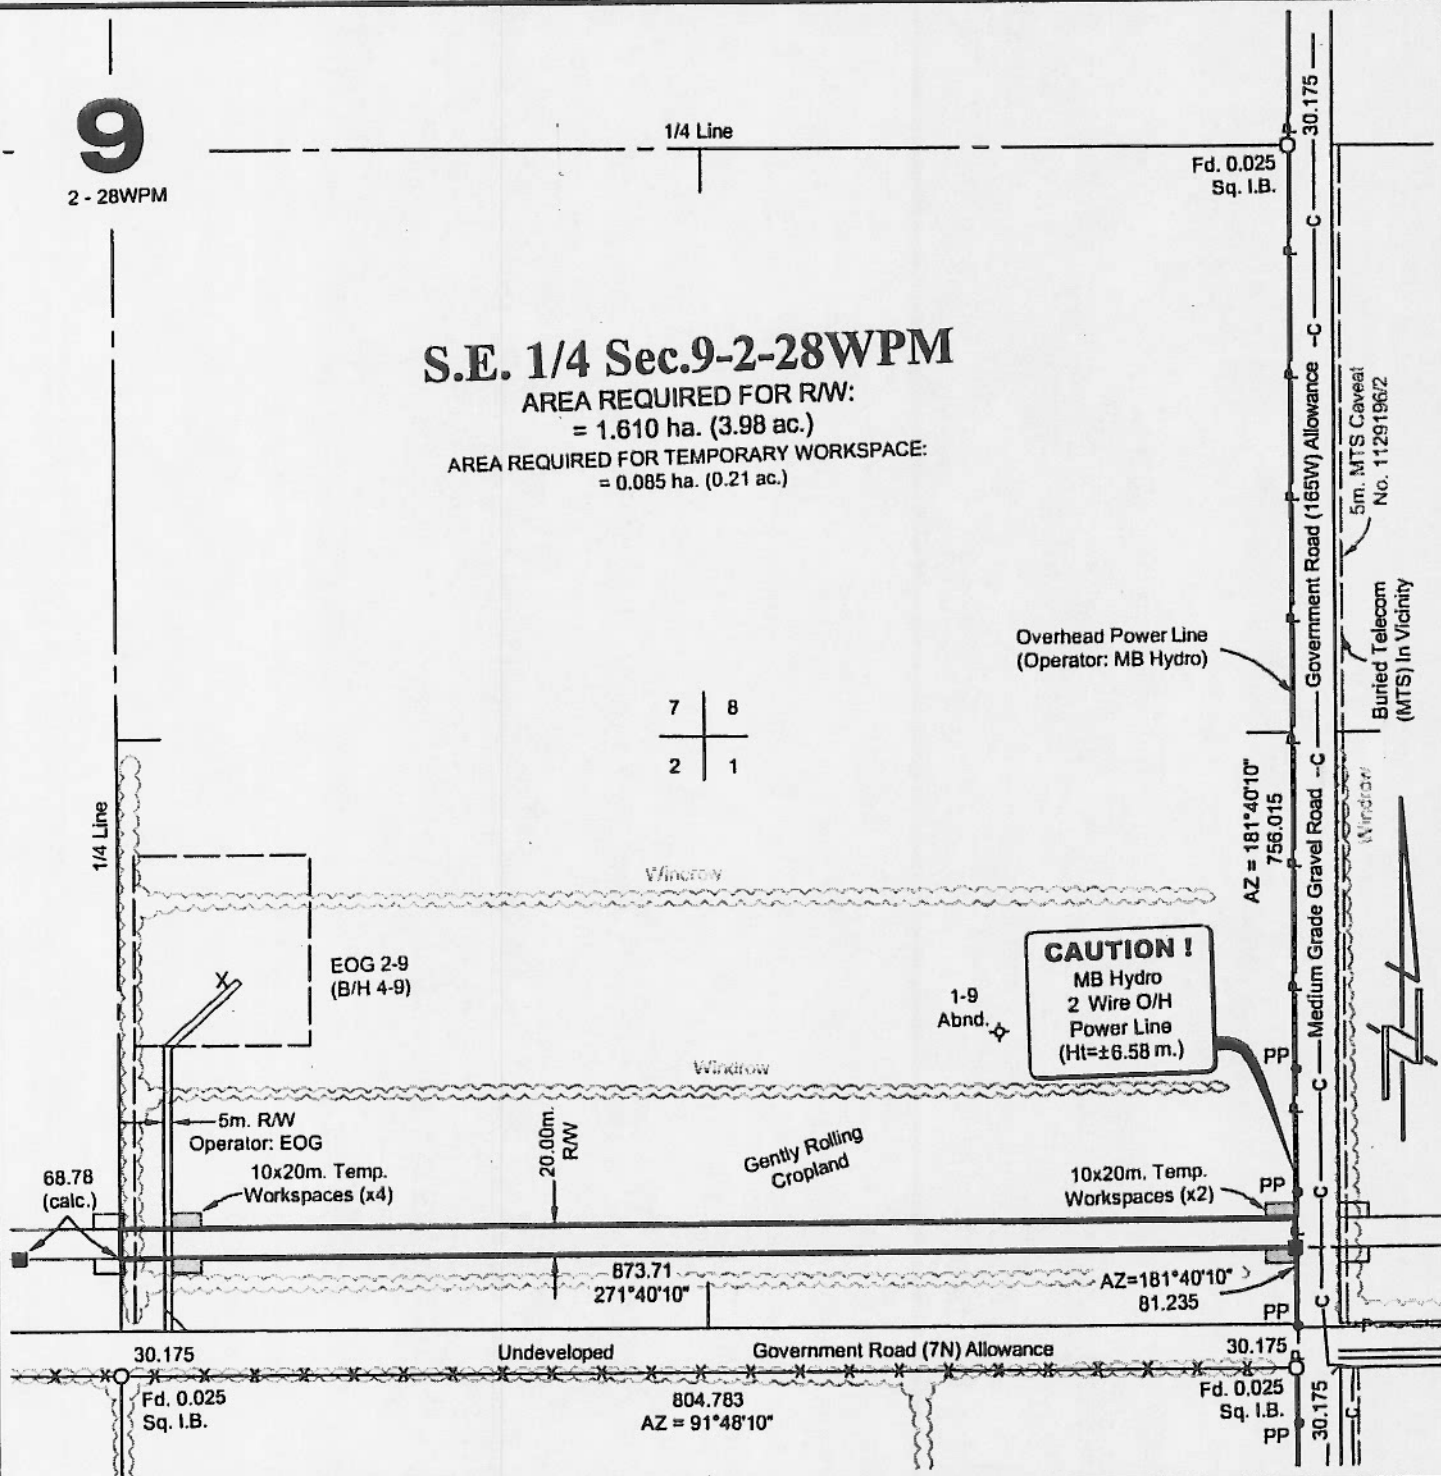 9
2 - 28WPM
1/4 Line
30.175
Fd. 0.025
Sq. I.B.
S.E. 1/4 Sec.9-2-28WPM
AREA REQUIRED FOR R/W:
= 1.610 ha. (3.98 ac.)
AREA REQUIRED FOR TEMPORARY WORKSPACE:
= 0.085 ha. (0.21 ac.)
C Medium Grade Gravel Road -C Government Road (165W) Allowance -C C
5m. MTS Caveat
No. 1129196/2
Buried Telecom
(MTS) In Vicinity
Overhead Power Line
(Operator: MB Hydro)
7 8
2 1
AZ = 181°40'10"
756.015
Windrow
1/4 Line
Windrow
EOG 2-9
(B/H 4-9)
X
1-9
Abnd.
CAUTION !
MB Hydro
2 Wire O/H
Power Line
(Ht=±6.58 m.)
PP
Windrow
5m. R/W
Operator: EOG
20.00m.
R/W
Gently Rolling
Cropland
68.78
(calc.)
10x20m. Temp.
Workspaces (x4)
10x20m. Temp.
Workspaces (x2)
PP
C
873.71
271°40'10"
AZ=181°40'10"
81.235
C
PP
P
30.175
Undeveloped
Government Road (7N) Allowance
30.175
Fd. 0.025
Sq. I.B.
804.783
AZ = 91°48'10"
Fd. 0.025
Sq. I.B.
PP
30.175
C